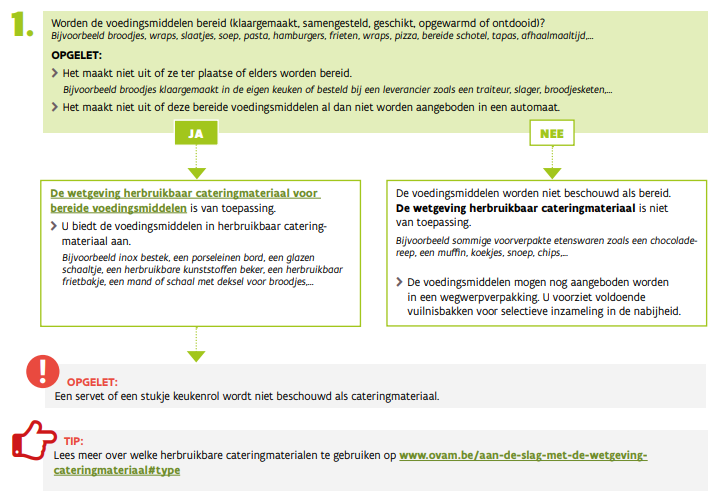 1.
Worden de voedingsmiddelen bereid (klaargemaakt, samengesteld, geschikt, opgewarmd of ontdooid)?
Bijvoorbeeld broodjes, wraps, slaatjes, soep, pasta, hamburgers, frieten, wraps, pizza, bereide schotel, tapas, afhaalmaaltijd,...
OPGELET:
> Het maakt niet uit of ze ter plaatse of elders worden bereid.
Bijvoorbeeld broodjes klaargemaakt in de eigen keuken of besteld bij een leverancier zoals een traiteur, slager, broodjesketen,...
> Het maakt niet uit of deze bereide voedingsmiddelen al dan niet worden aangeboden in een automaat.
JA
De wetgeving herbruikbaar cateringmateriaal voor
bereide voedingsmiddelen is van toepassing.
> U biedt de voedingsmiddelen in herbruikbaar catering-
materiaal aan.
Bijvoorbeeld inox bestek, een porseleinen bord, een glazen
schaaltje, een herbruikbare kunststoffen beker, een herbruikbaar
frietbakje, een mand of schaal met deksel voor broodjes,...
NEE
De voedingsmiddelen worden niet beschouwd als bereid.
De wetgeving herbruikbaar cateringmateriaal is niet
van toepassing.
Bijvoorbeeld sommige voorverpakte etenswaren zoals een chocolade-
reep, een muffin, koekjes, snoep, chips,...
> De voedingsmiddelen mogen nog aangeboden worden
in een wegwerpverpakking. U voorziet voldoende
vuilnisbakken voor selectieve inzameling in de nabijheid.
!
OPGELET:
Een servet of een stukje keukenrol wordt niet beschouwd als cateringmateriaal.
TIP:
Lees meer over welke herbruikbare cateringmaterialen te gebruiken op www.ovam.be/aan-de-slag-met-de-wetgeving-
cateringmateriaal#type